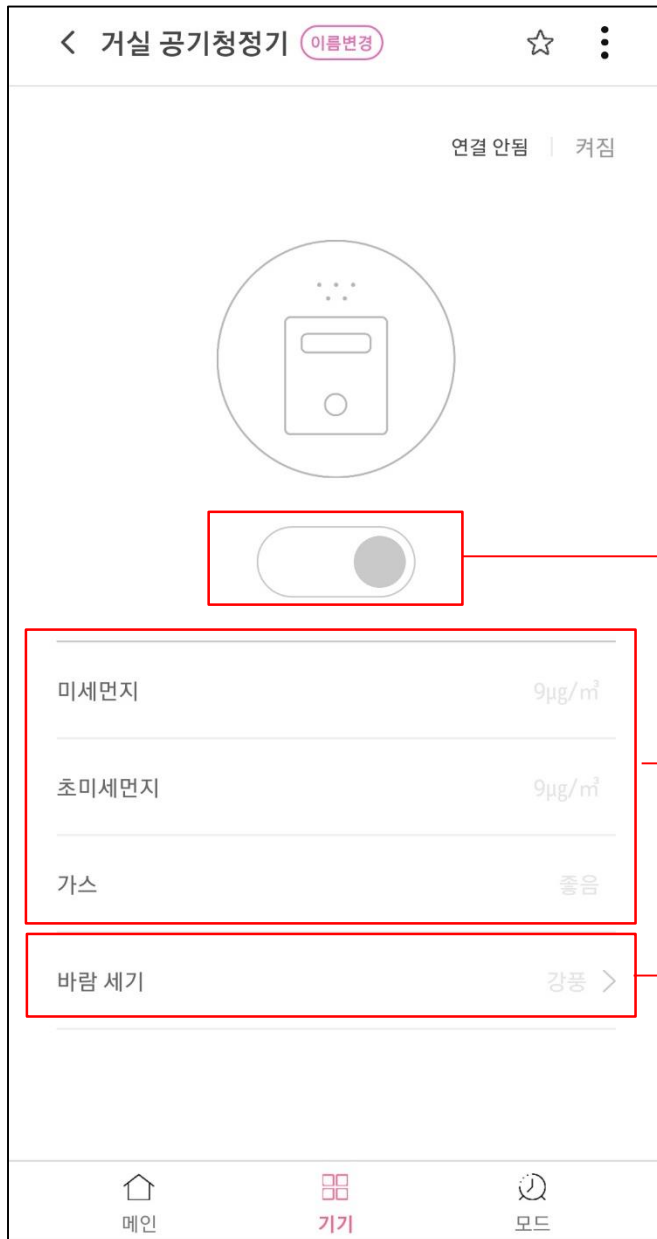 거실 공기청정기 이름변경
연결 안됨 켜짐
미세먼지 9μg/㎥
초미세먼지 9μg/㎥
가스 좋음
바람 세기 강풍
메인 기기 모드